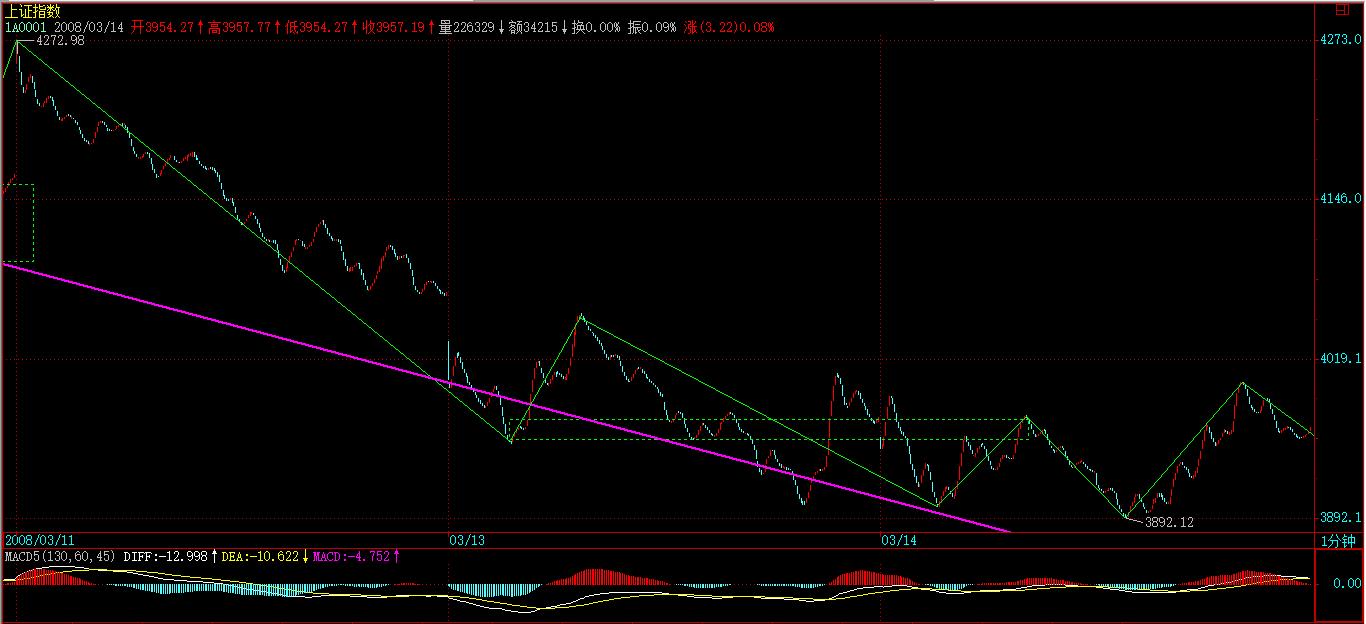 上证指数
1A0001 2008/03/14 开3954.27↑高3957.77↑低3954.27↑收3957.19↑量226329↓额34215↓换0.00% 振0.09% 涨(3.22)0.08%
4272.98
4273.0
4146.0
4019.1
3892.1
3892.12
2008/03/11 03/13 03/14 1分钟
MACD5(130,60,45) DIFF:-12.998↑DEA:-10.622↓MACD:-4.752↑
0.00